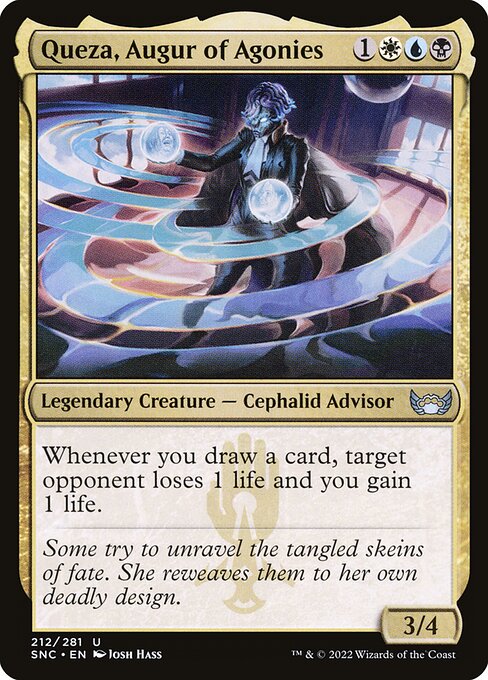 Queza, Augur of Agonies 1
Legendary Creature — Cephalid Advisor
Whenever you draw a card, target
opponent loses 1 life and you gain
1 life.
Some try to unravel the tangled skeins
of fate. She reweaves them to her own
deadly design.
3/4
212/281 U
SNC • EN Josh Hass
™ & © 2022 Wizards of the Coast